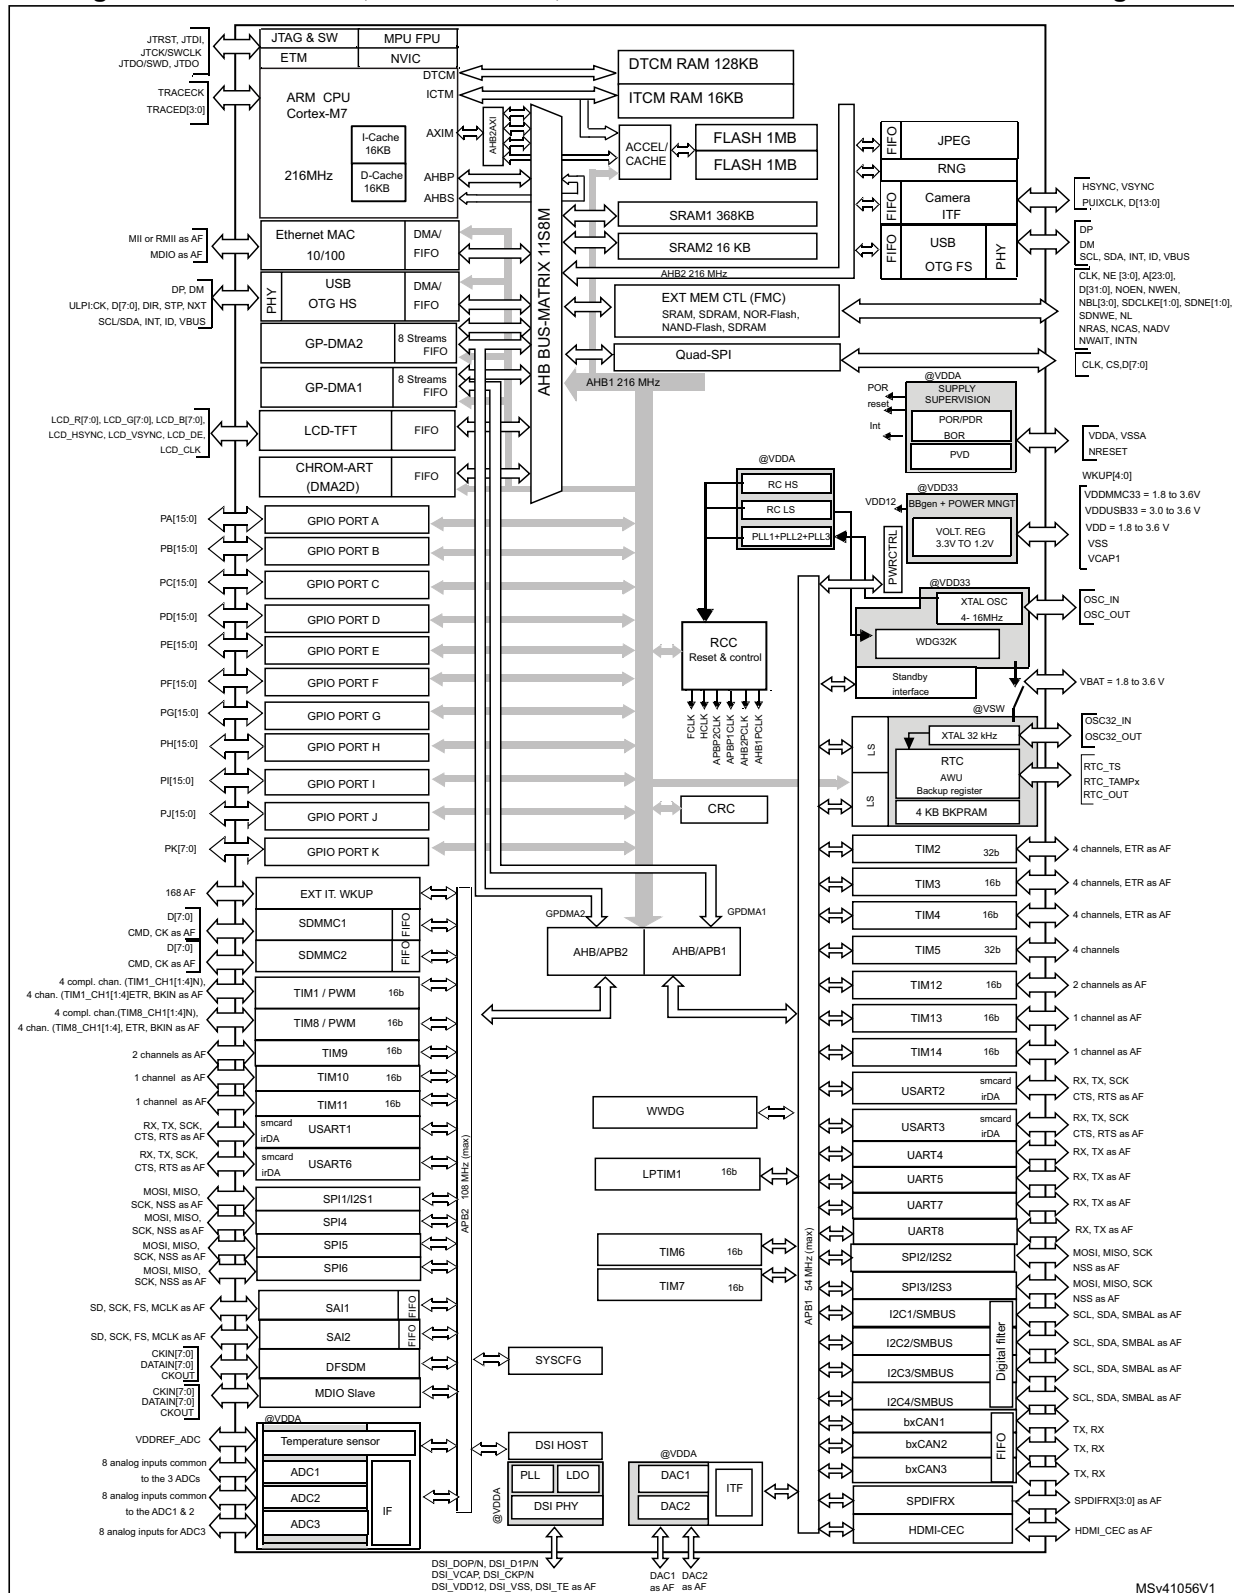 JTRST, JTDI,
JTCK/SWCLK
JTDO/SWD, JTDO
JTAG & SW
MPU FPU
ETM
NVIC
TRACECK
TRACED[3:0]
ARM CPU
Cortex-M7
216MHz
I-Cache
16KB
D-Cache
16KB
DTCM
ICTM
AXIM
AHBP
AHBS
AHB2AXI
DTCM RAM 128KB
ITCM RAM 16KB
ACCEL/
CACHE
FLASH 1MB
FLASH 1MB
SRAM1 368KB
SRAM2 16 KB
AHB2 216 MHz
AHB BUS-MATRIX 11S8M
EXT MEM CTL (FMC)
SRAM, SDRAM, NOR-Flash,
NAND-Flash, SDRAM
Quad-SPI
AHB1 216 MHz
FIFO
JPEG
RNG
FIFO
Camera
ITF
FIFO
USB
OTG FS
PHY
HSYNC, VSYNC
PUIXCLK, D[13:0]
DP
DM
SCL, SDA, INT, ID, VBUS
CLK, NE [3:0], A[23:0],
D[31:0], NOEN, NWEN,
NBL[3:0], SDCLKE[1:0], SDNE[1:0],
SDNWE, NL
NRAS, NCAS, NADV
NWAIT, INTN
CLK, CS,D[7:0]
MII or RMII as AF
MDIO as AF
Ethernet MAC
10/100
DMA/
FIFO
DP, DM
ULPI:CK, D[7:0], DIR, STP, NXT
SCL/SDA, INT, ID, VBUS
PHY
USB
OTG HS
DMA/
FIFO
GP-DMA2
8 Streams
FIFO
GP-DMA1
8 Streams
FIFO
LCD_R[7:0], LCD_G[7:0], LCD_B[7:0],
LCD_HSYNC, LCD_VSYNC, LCD_DE,
LCD_CLK
LCD-TFT
FIFO
CHROM-ART
(DMA2D)
FIFO
@VDDA
POR
reset
Int
SUPPLY
SUPERVISION
POR/PDR
BOR
PVD
VDDA, VSSA
NRESET
WKUP[4:0]
@VDDA
RC HS
RC LS
PLL1+PLL2+PLL3
@VDD33
VDD12
BBgen + POWER MNGT
VOLT. REG
3.3V TO 1.2V
VDDMMC33 = 1.8 to 3.6V
VDDUSB33 = 3.0 to 3.6 V
VDD = 1.8 to 3.6 V
VSS
VCAP1
PWRCTRL
@VDD33
XTAL OSC
4- 16MHz
WDG32K
OSC_IN
OSC_OUT
Standby
interface
VBAT = 1.8 to 3.6 V
@VSW
LS
LS
XTAL 32 kHz
RTC
AWU
Backup register
4 KB BKPRAM
OSC32_IN
OSC32_OUT
RTC_TS
RTC_TAMPx
RTC_OUT
PA[15:0]
GPIO PORT A
PB[15:0]
GPIO PORT B
PC[15:0]
GPIO PORT C
PD[15:0]
GPIO PORT D
PE[15:0]
GPIO PORT E
PF[15:0]
GPIO PORT F
PG[15:0]
GPIO PORT G
PH[15:0]
GPIO PORT H
PI[15:0]
GPIO PORT I
PJ[15:0]
GPIO PORT J
PK[7:0]
GPIO PORT K
RCC
Reset & control
FCLK
HCLK
APBP2CLK
APBP1CLK
AHB2PCLK
AHB1PCLK
CRC
GPDMA2
GPDMA1
AHB/APB2
AHB/APB1
168 AF
EXT IT. WKUP
D[7:0]
CMD, CK as AF
SDMMC1
FIFO
D[7:0]
CMD, CK as AF
SDMMC2
FIFO
4 compl. chan. (TIM1_CH1[1:4]N),
4 chan. (TIM1_CH1[1:4]ETR, BKIN as AF
TIM1 / PWM
16b
4 compl. chan.(TIM8_CH1[1:4]N),
4 chan. (TIM8_CH1[1:4], ETR, BKIN as AF
TIM8 / PWM
16b
2 channels as AF
TIM9
16b
1 channel as AF
TIM10
16b
1 channel as AF
TIM11
16b
RX, TX, SCK,
CTS, RTS as AF
smcard
irDA
USART1
RX, TX, SCK,
CTS, RTS as AF
smcard
irDA
USART6
MOSI, MISO,
SCK, NSS as AF
SPI1/I2S1
MOSI, MISO,
SCK, NSS as AF
SPI4
MOSI, MISO,
SCK, NSS as AF
SPI5
MOSI, MISO,
SCK, NSS as AF
SPI6
SD, SCK, FS, MCLK as AF
SAI1
FIFO
SD, SCK, FS, MCLK as AF
SAI2
FIFO
CKIN[7:0]
DATAIN[7:0]
CKOUT
DFSDM
CKIN[7:0]
DATAIN[7:0]
CKOUT
MDIO Slave
APB2 108 MHz (max)
@VDDA
VDDREF_ADC
Temperature sensor
8 analog inputs common
to the 3 ADCs
ADC1
8 analog inputs common
to the ADC1 & 2
ADC2
8 analog inputs for ADC3
ADC3
IF
WWDG
LPTIM1
16b
TIM6
16b
TIM7
16b
SYSCFG
DSI HOST
@VDDA
PLL
LDO
DSI PHY
DSI_DOP/N, DSI_D1P/N
DSI_VCAP, DSI_CKP/N
DSI_VDD12, DSI_VSS, DSI_TE as AF
@VDDA
DAC1
DAC2
ITF
DAC1
as AF
DAC2
as AF
APB1 54 MHz (max)
TIM2
32b
4 channels, ETR as AF
TIM3
16b
4 channels, ETR as AF
TIM4
16b
4 channels, ETR as AF
TIM5
32b
4 channels
TIM12
16b
2 channels as AF
TIM13
16b
1 channel as AF
TIM14
16b
1 channel as AF
USART2
smcard
irDA
RX, TX, SCK
CTS, RTS as AF
USART3
smcard
irDA
RX, TX, SCK
CTS, RTS as AF
UART4
RX, TX as AF
UART5
RX, TX as AF
UART7
RX, TX as AF
UART8
RX, TX as AF
SPI2/I2S2
MOSI, MISO, SCK
NSS as AF
SPI3/I2S3
MOSI, MISO, SCK
NSS as AF
I2C1/SMBUS
SCL, SDA, SMBAL as AF
I2C2/SMBUS
SCL, SDA, SMBAL as AF
I2C3/SMBUS
SCL, SDA, SMBAL as AF
I2C4/SMBUS
SCL, SDA, SMBAL as AF
Digital filter
bxCAN1
TX, RX
bxCAN2
TX, RX
bxCAN3
TX, RX
FIFO
SPDIFRX
SPDIFRX[3:0] as AF
HDMI-CEC
HDMI_CEC as AF
MSv41056V1